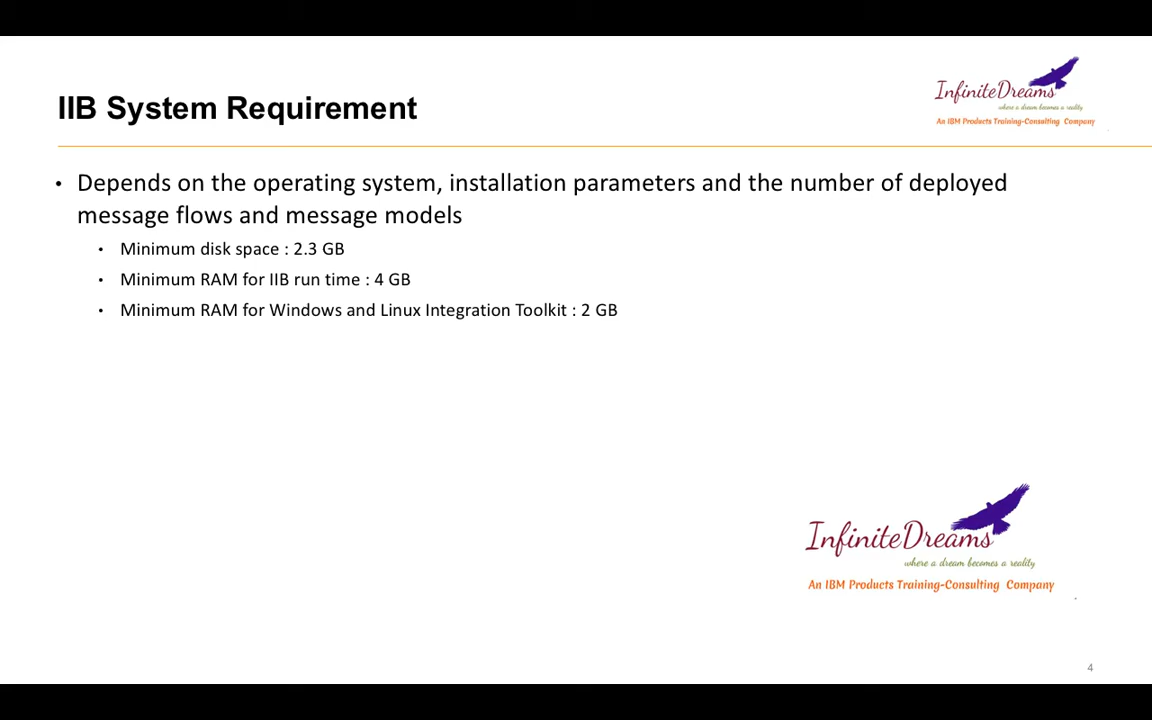 IIB System Requirement
InfiniteDreams
where a dream becomes a reality
An IBM Products Training-Consulting Company
• Depends on the operating system, installation parameters and the number of deployed
message flows and message models
• Minimum disk space : 2.3 GB
• Minimum RAM for IIB run time : 4 GB
• Minimum RAM for Windows and Linux Integration Toolkit : 2 GB
InfiniteDreams
where a dream becomes a reality
An IBM Products Training-Consulting Company
4